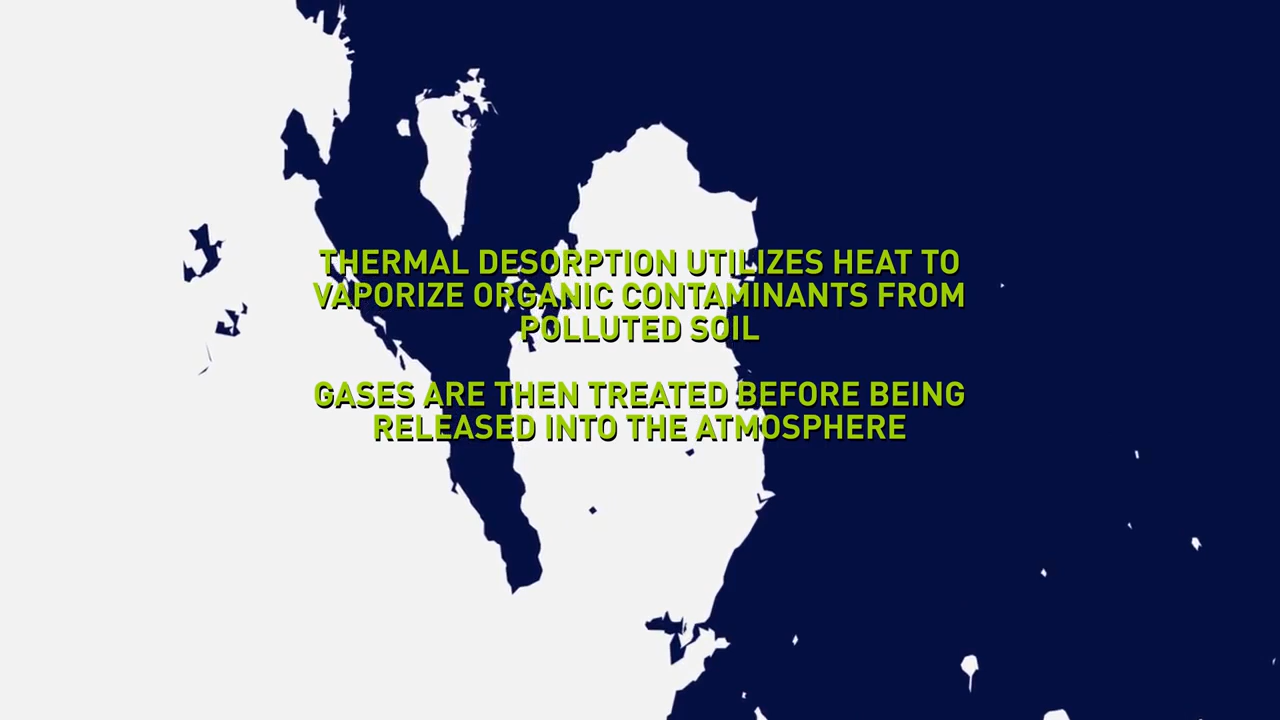 THERMAL DESORPTION UTILIZES HEAT TO
VAPORIZE ORGANIC CONTAMINANTS FROM
POLLUTED SOIL
GASES ARE THEN TREATED BEFORE BEING
RELEASED INTO THE ATMOSPHERE